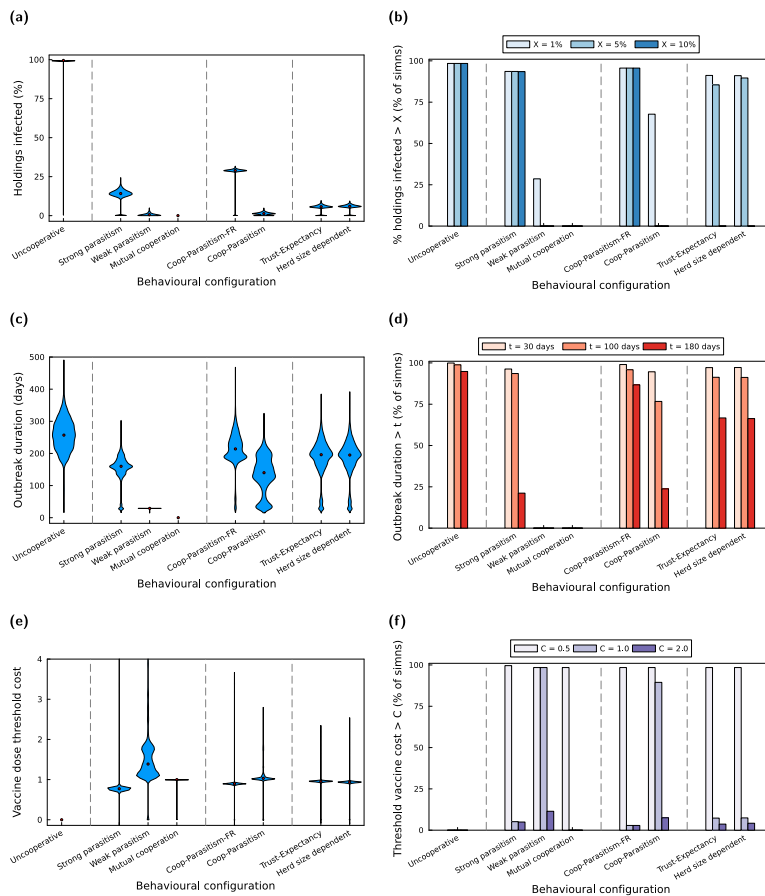 (a)
100
75
50
25
0
Holdings infected (%)
Uncooperative
Strong parasitism
Weak parasitism
Mutual cooperation
Coop-Parasitism-FR
Coop-Parasitism
Trust-Expectancy
Herd size dependent
Behavioural configuration
(b)
X = 1% X = 5% X = 10%
100
75
50
25
0
% holdings infected > X (% of simns)
Uncooperative
Strong parasitism
Weak parasitism
Mutual cooperation
Coop-Parasitism-FR
Coop-Parasitism
Trust-Expectancy
Herd size dependent
Behavioural configuration
(c)
500
400
300
200
100
0
Outbreak duration (days)
Uncooperative
Strong parasitism
Weak parasitism
Mutual cooperation
Coop-Parasitism-FR
Coop-Parasitism
Trust-Expectancy
Herd size dependent
Behavioural configuration
(d)
t = 30 days t = 100 days t = 180 days
100
75
50
25
0
Outbreak duration > t (% of simns)
Uncooperative
Strong parasitism
Weak parasitism
Mutual cooperation
Coop-Parasitism-FR
Coop-Parasitism
Trust-Expectancy
Herd size dependent
Behavioural configuration
(e)
4
3
2
1
0
Vaccine dose threshold cost
Uncooperative
Strong parasitism
Weak parasitism
Mutual cooperation
Coop-Parasitism-FR
Coop-Parasitism
Trust-Expectancy
Herd size dependent
Behavioural configuration
(f)
C = 0.5 C = 1.0 C = 2.0
100
75
50
25
0
Threshold vaccine cost > C (% of simns)
Uncooperative
Strong parasitism
Weak parasitism
Mutual cooperation
Coop-Parasitism-FR
Coop-Parasitism
Trust-Expectancy
Herd size dependent
Behavioural configuration